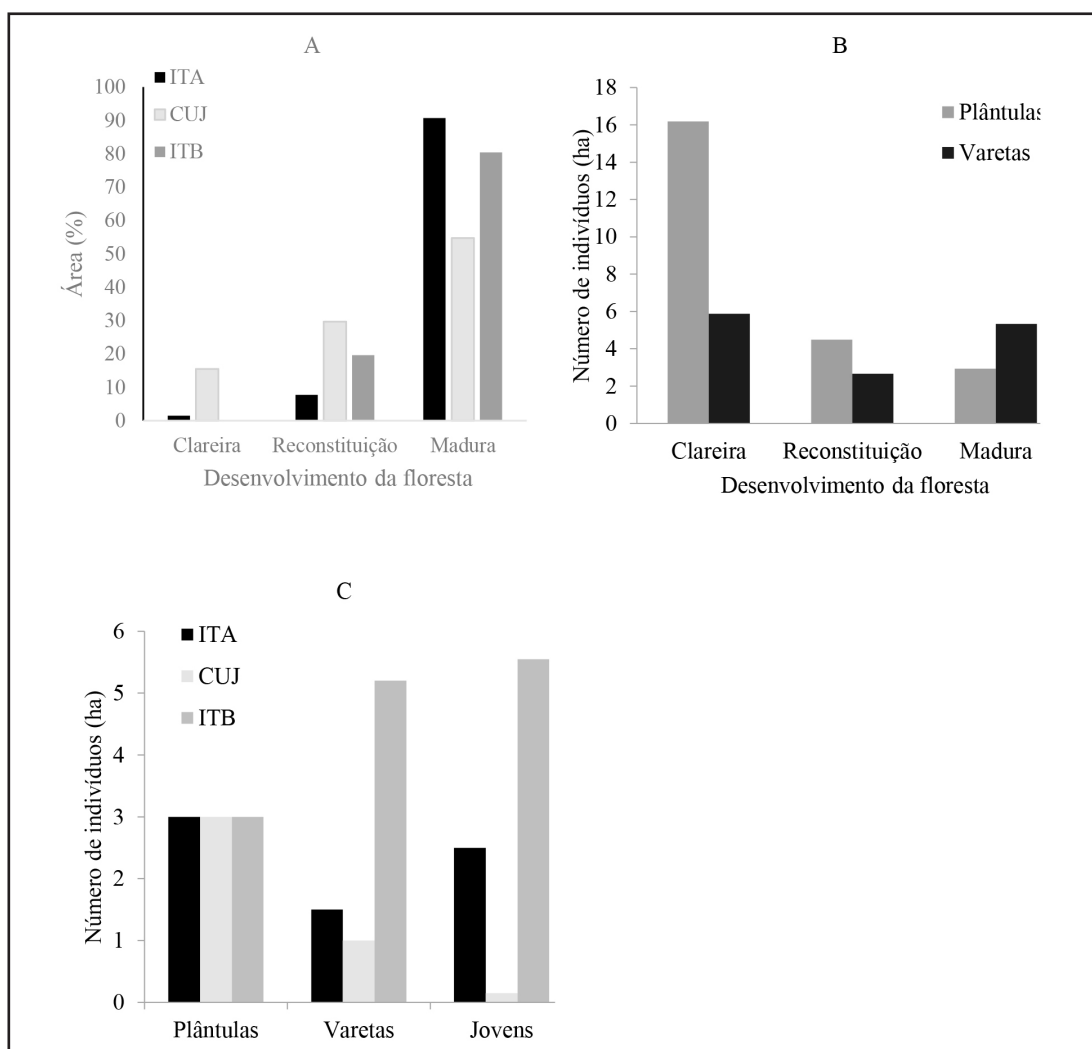 A
ITA
CUJ
ITB
Área (%)
100
90
80
70
60
50
40
30
20
10
0
Clareira Reconstituição Madura
Desenvolvimento da floresta
B
Plântulas
Varetas
Número de indivíduos (ha)
18
16
14
12
10
8
6
4
2
0
Clareira Reconstituição Madura
Desenvolvimento da floresta
C
ITA
CUJ
ITB
Número de indivíduos (ha)
6
5
4
3
2
1
0
Plântulas Varetas Jovens